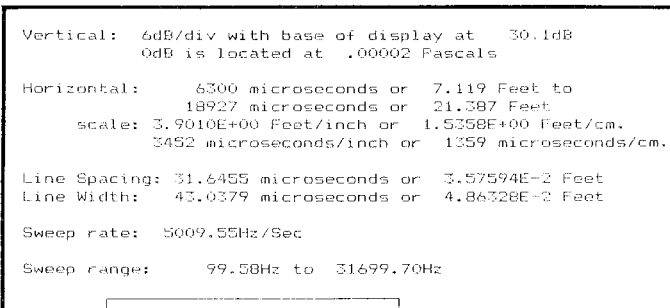 Vertical: 6dB/div with base of display at 30.1dB
0dB is located at .00002 Pascals
Horizontal: 6300 microseconds or 7.119 Feet to
18927 microseconds or 21.387 Feet
scale: 3.9010E+00 Feet/inch or 1.5358E+00 Feet/cm.
3452 microseconds/inch or 1359 microseconds/cm.
Line Spacing: 31.6455 microseconds or 3.57594E-2 Feet
Line Width: 43.0379 microseconds or 4.86328E-2 Feet
Sweep rate: 5009.55Hz/Sec
Sweep range: 99.58Hz to 31699.70Hz